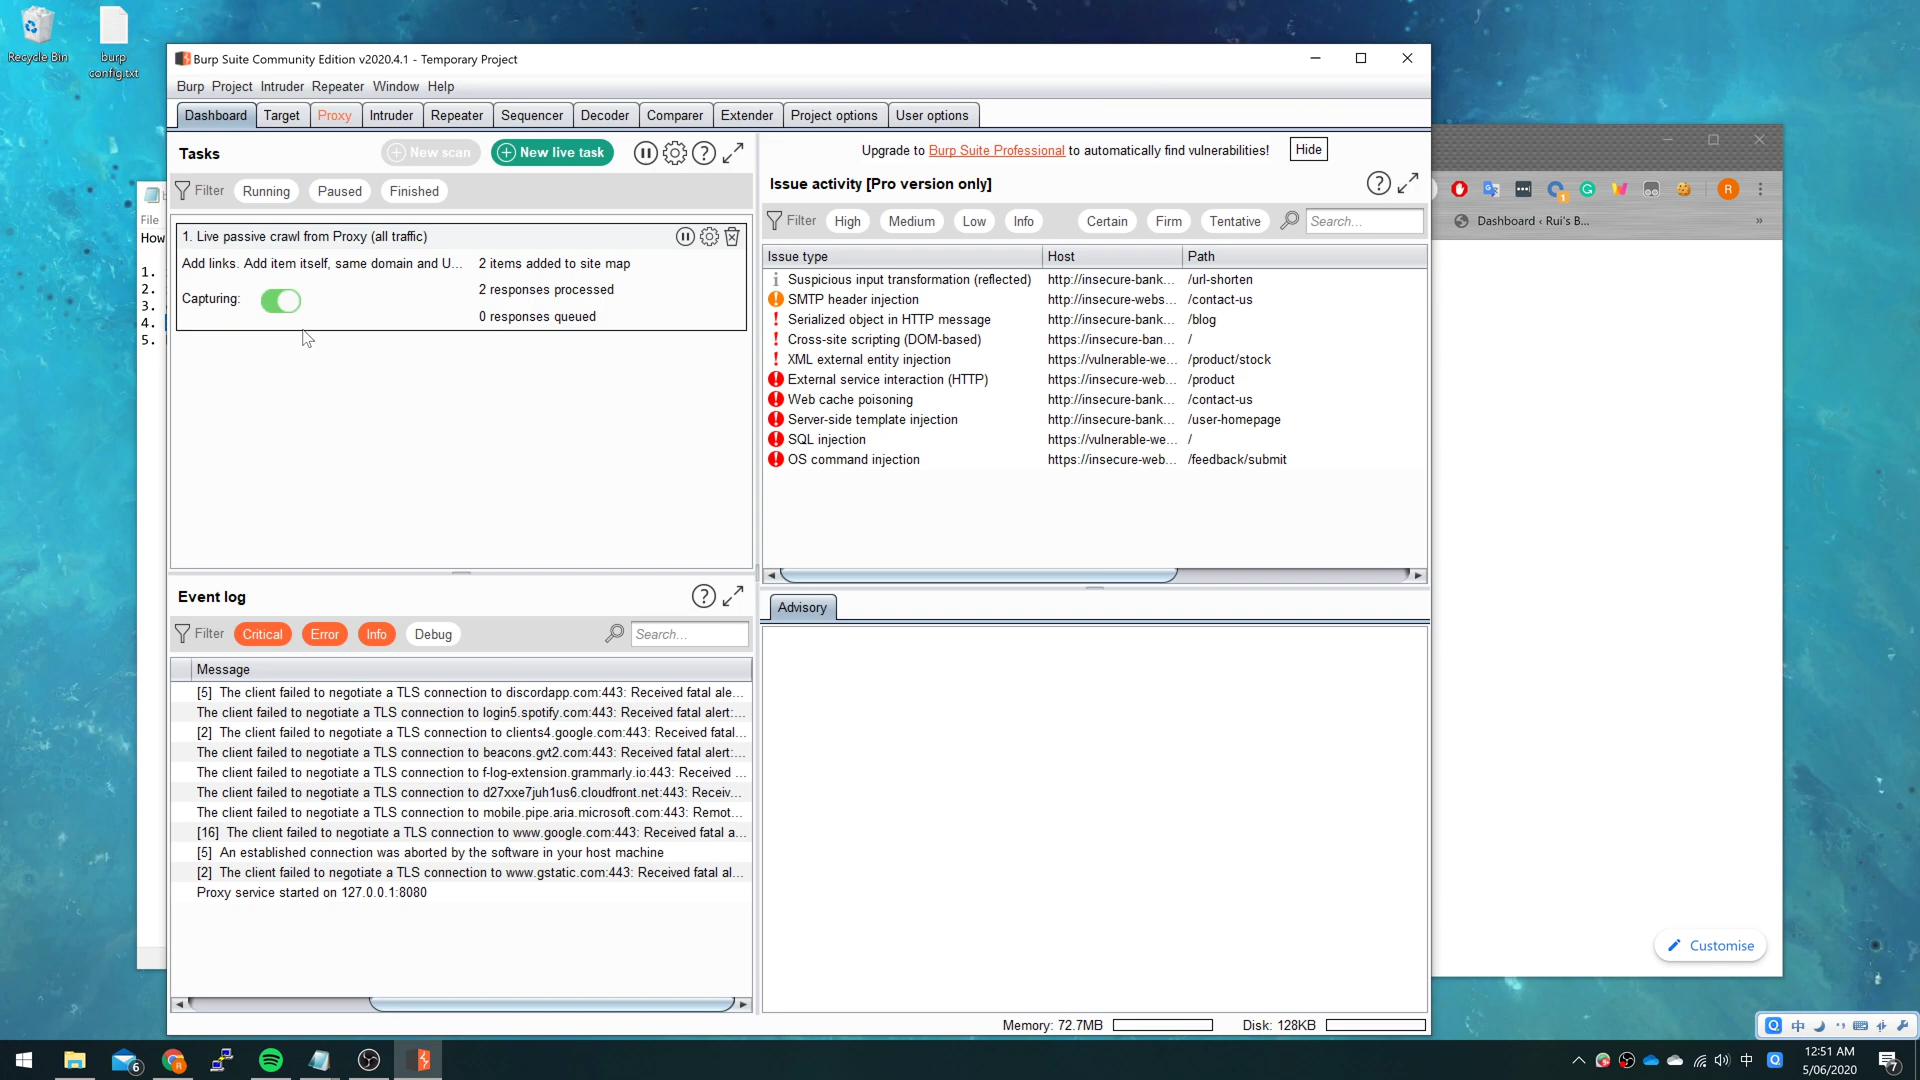 Recycle Bin
burp
config.txt
Burp Suite Community Edition v2020.4.1 - Temporary Project
Burp Project Intruder Repeater Window Help
Dashboard Target Proxy Intruder Repeater Sequencer Decoder Comparer Extender Project options User options
Tasks
New scan
New live task
Filter Running Paused Finished
1. Live passive crawl from Proxy (all traffic)
Add links. Add item itself, same domain and U...
2 items added to site map
2 responses processed
Capturing:
0 responses queued
Upgrade to Burp Suite Professional to automatically find vulnerabilities!
Hide
Issue activity [Pro version only]
Filter High Medium Low Info Certain Firm Tentative Search...
Issue type Host Path
Suspicious input transformation (reflected) http://insecure-bank... /url-shorten
SMTP header injection http://insecure-webs... /contact-us
Serialized object in HTTP message http://insecure-bank... /blog
Cross-site scripting (DOM-based) https://insecure-ban... /
XML external entity injection https://vulnerable-we... /product/stock
External service interaction (HTTP) https://insecure-web... /product
Web cache poisoning http://insecure-bank... /contact-us
Server-side template injection http://insecure-bank... /user-homepage
SQL injection https://vulnerable-we... /
OS command injection https://insecure-web... /feedback/submit
Event log
Filter Critical Error Info Debug Search...
Message
[5] The client failed to negotiate a TLS connection to discordapp.com:443: Received fatal ale...
The client failed to negotiate a TLS connection to login5.spotify.com:443: Received fatal alert:...
[2] The client failed to negotiate a TLS connection to clients4.google.com:443: Received fatal...
The client failed to negotiate a TLS connection to beacons.gvt2.com:443: Received fatal alert:...
The client failed to negotiate a TLS connection to f-log-extension.grammarly.io:443: Received ...
The client failed to negotiate a TLS connection to d27xxe7juh1us6.cloudfront.net:443: Receiv...
The client failed to negotiate a TLS connection to mobile.pipe.aria.microsoft.com:443: Remot...
[16] The client failed to negotiate a TLS connection to www.google.com:443: Received fatal a...
[5] An established connection was aborted by the software in your host machine
[2] The client failed to negotiate a TLS connection to www.gstatic.com:443: Received fatal al...
Proxy service started on 127.0.0.1:8080
Advisory
Memory: 72.7MB
Disk: 128KB
File
How
1.
2.
3.
4.
5.
R
Dashboard ‹ Rui's B...
»
Customise
中
6
中
12:51 AM
5/06/2020
7